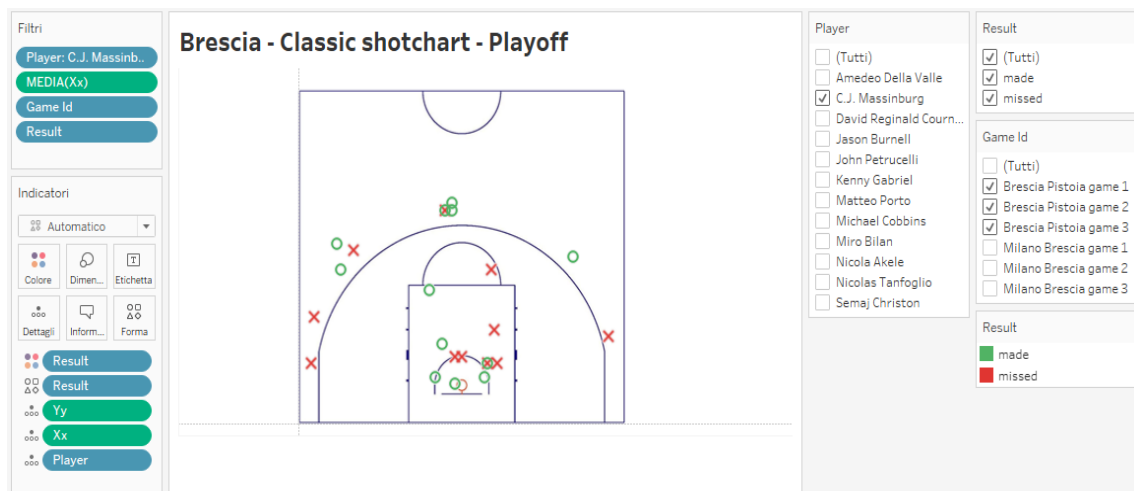 Filtri
Player: C.J. Massinb..
MEDIA(Xx)
Game Id
Result
Indicatori
Automatico
Colore
Dimen...
Etichetta
Dettagli
Inform...
Forma
Result
Result
Yy
Xx
Player
Brescia - Classic shotchart - Playoff
Player
(Tutti)
Amedeo Della Valle
C.J. Massinburg
David Reginald Courn...
Jason Burnell
John Petrucelli
Kenny Gabriel
Matteo Porto
Michael Cobbins
Miro Bilan
Nicola Akele
Nicolas Tanfoglio
Semaj Christon
Result
(Tutti)
made
missed
Game Id
(Tutti)
Brescia Pistoia game 1
Brescia Pistoia game 2
Brescia Pistoia game 3
Milano Brescia game 1
Milano Brescia game 2
Milano Brescia game 3
Result
made
missed